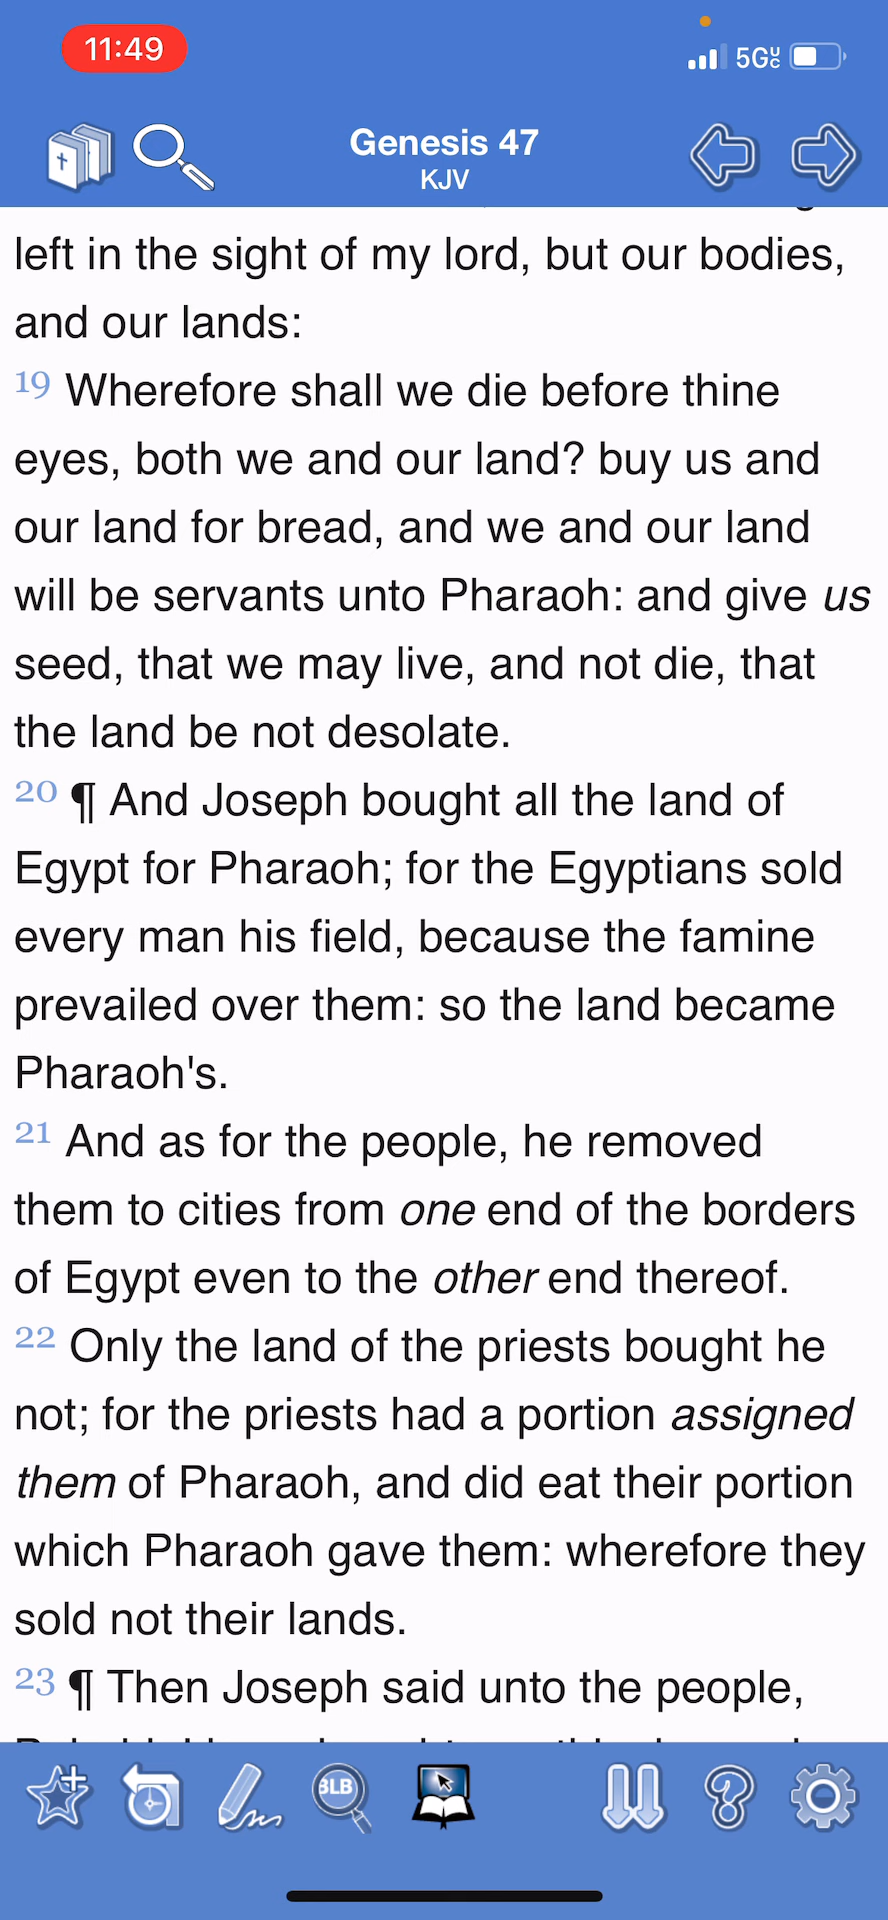 11:49
5G
Genesis 47
KJV
left in the sight of my lord, but our bodies,
and our lands:
19 Wherefore shall we die before thine
eyes, both we and our land? buy us and
our land for bread, and we and our land
will be servants unto Pharaoh: and give us
seed, that we may live, and not die, that
the land be not desolate.
20 ¶ And Joseph bought all the land of
Egypt for Pharaoh; for the Egyptians sold
every man his field, because the famine
prevailed over them: so the land became
Pharaoh's.
21 And as for the people, he removed
them to cities from one end of the borders
of Egypt even to the other end thereof.
22 Only the land of the priests bought he
not; for the priests had a portion assigned
them of Pharaoh, and did eat their portion
which Pharaoh gave them: wherefore they
sold not their lands.
23 ¶ Then Joseph said unto the people,
BLB